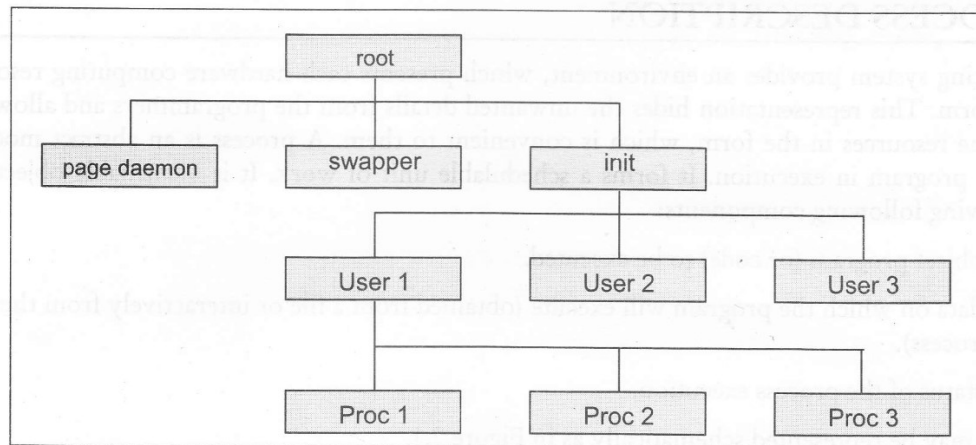 root
page daemon
swapper
init
User 1
User 2
User 3
Proc 1
Proc 2
Proc 3